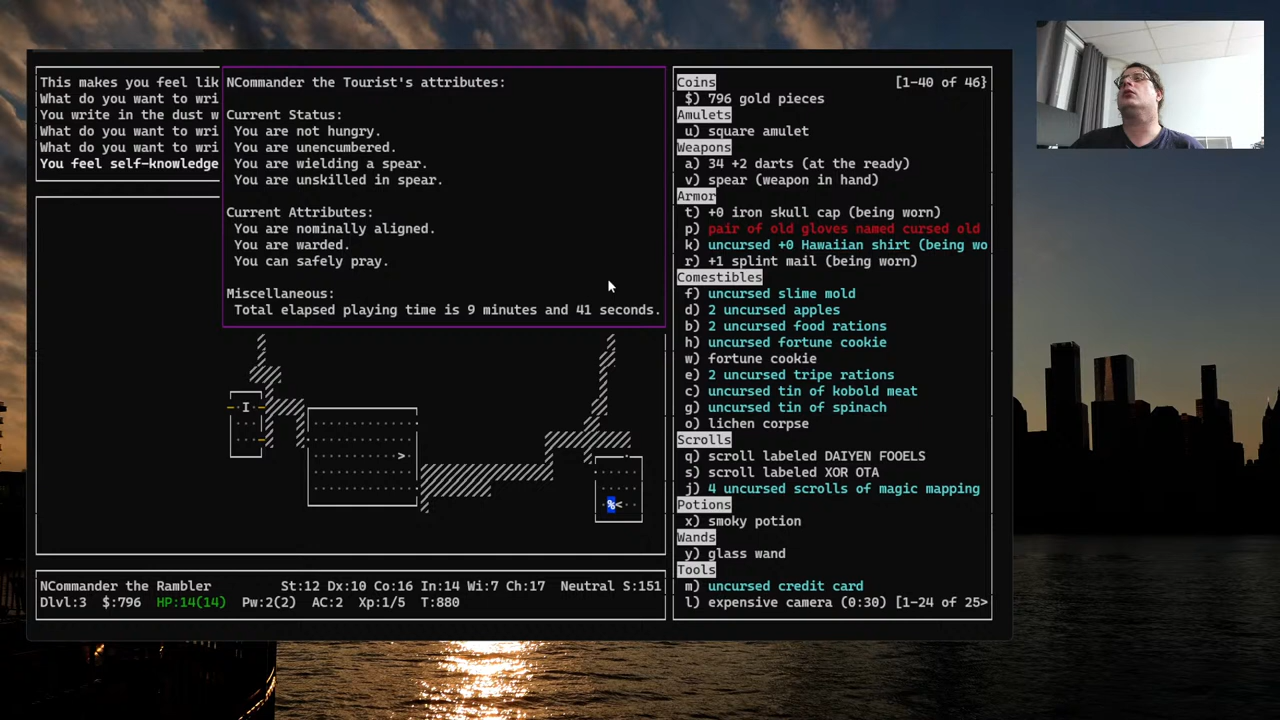 This makes you feel lik
What do you want to wri
You write in the dust w
What do you want to wri
What do you want to wri
You feel self-knowledge
NCommander the Tourist's attributes:
Current Status:
You are not hungry.
You are unencumbered.
You are wielding a spear.
You are unskilled in spear.
Current Attributes:
You are nominally aligned.
You are warded.
You can safely pray.
Miscellaneous:
Total elapsed playing time is 9 minutes and 41 seconds.
I
>
%<
NCommander the Rambler St:12 Dx:10 Co:16 In:14 Wi:7 Ch:17 Neutral S:151
Dlvl:3 $:796 HP:14(14) Pw:2(2) AC:2 Xp:1/5 T:880
Coins [1-40 of 46}
$) 796 gold pieces
Amulets
u) square amulet
Weapons
a) 34 +2 darts (at the ready)
v) spear (weapon in hand)
Armor
t) +0 iron skull cap (being worn)
p) pair of old gloves named cursed old
k) uncursed +0 Hawaiian shirt (being wo
r) +1 splint mail (being worn)
Comestibles
f) uncursed slime mold
d) 2 uncursed apples
b) 2 uncursed food rations
h) uncursed fortune cookie
w) fortune cookie
e) 2 uncursed tripe rations
c) uncursed tin of kobold meat
g) uncursed tin of spinach
o) lichen corpse
Scrolls
q) scroll labeled DAIYEN FOOELS
s) scroll labeled XOR OTA
j) 4 uncursed scrolls of magic mapping
Potions
x) smoky potion
Wands
y) glass wand
Tools
m) uncursed credit card
l) expensive camera (0:30) [1-24 of 25>